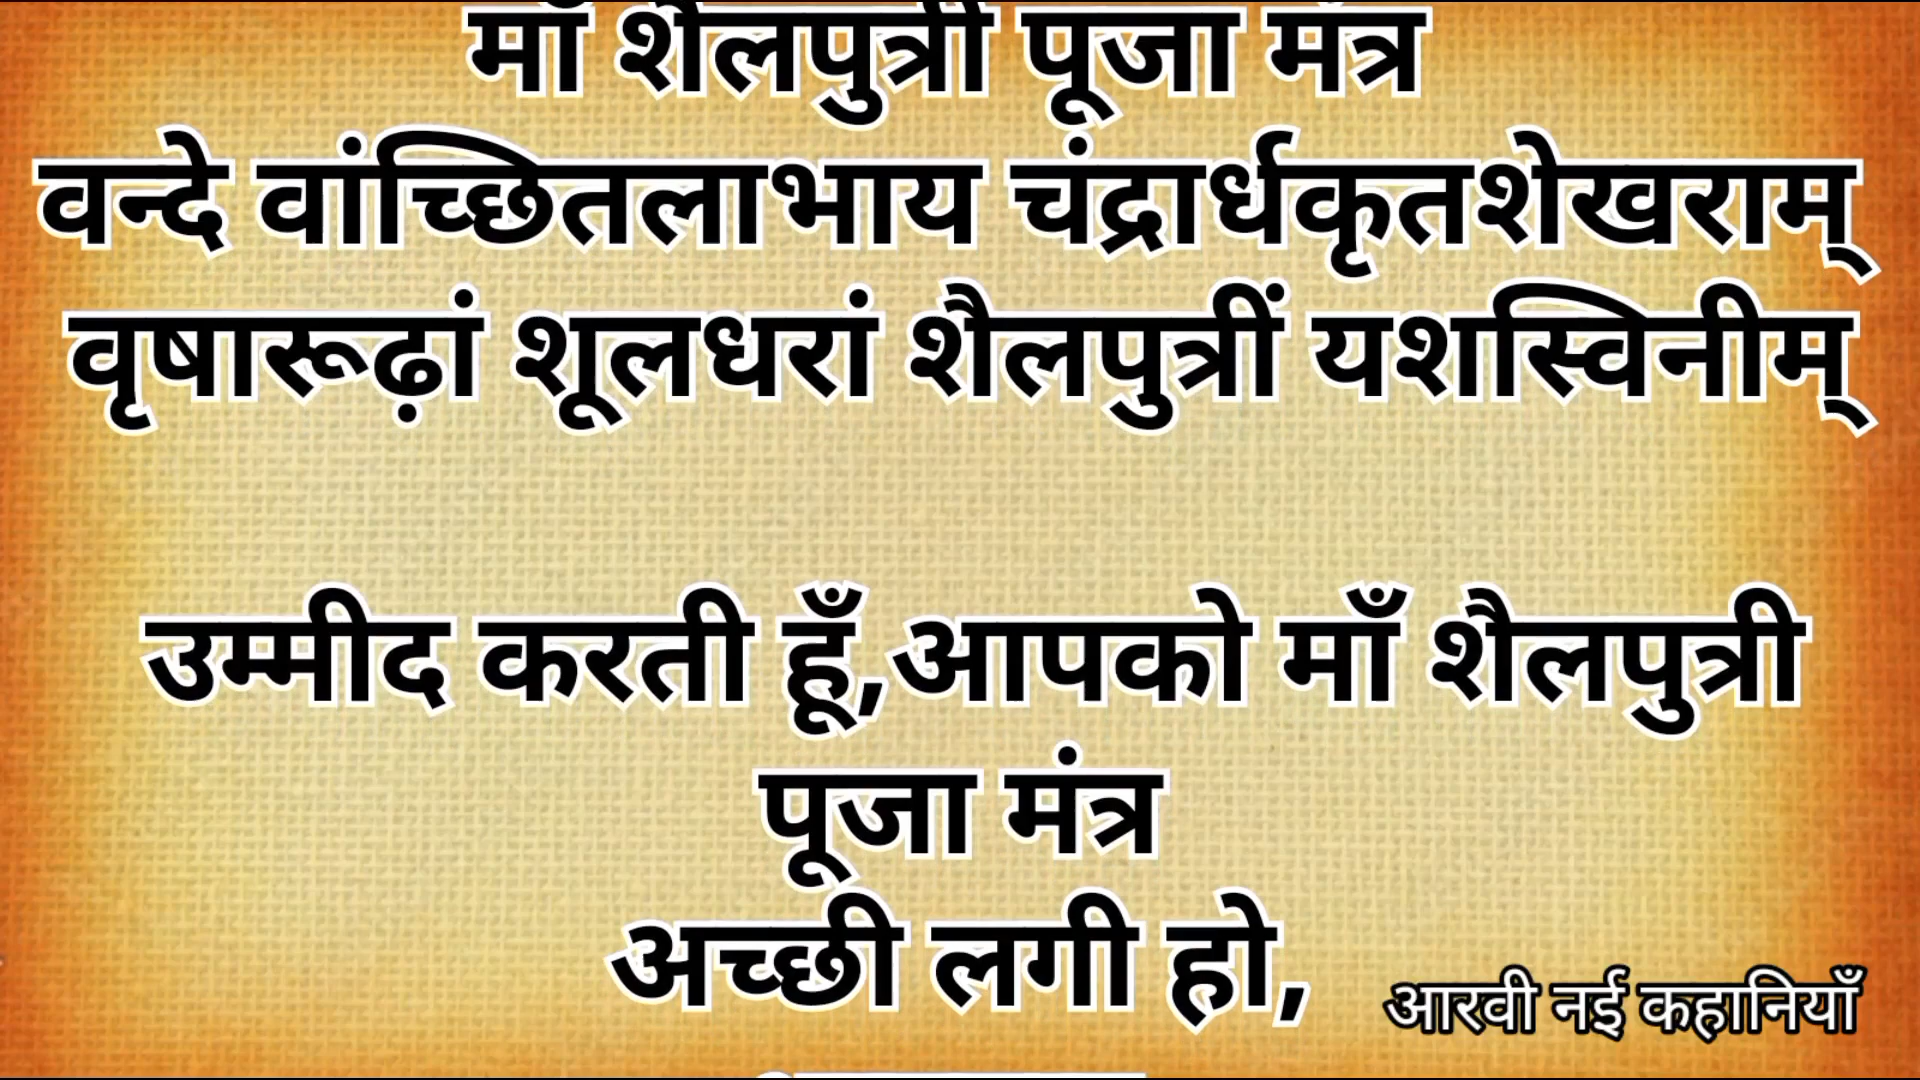 माँ शैलपुत्री पूजा मंत्र
वन्दे वांच्छितलाभाय चंद्रार्धकृतशेखराम्
वृषारूढ़ां शूलधरां शैलपुत्रीं यशस्विनीम्
उम्मीद करती हूँ,आपको माँ शैलपुत्री
पूजा मंत्र
अच्छी लगी हो,
आरवी नई कहानियाँ